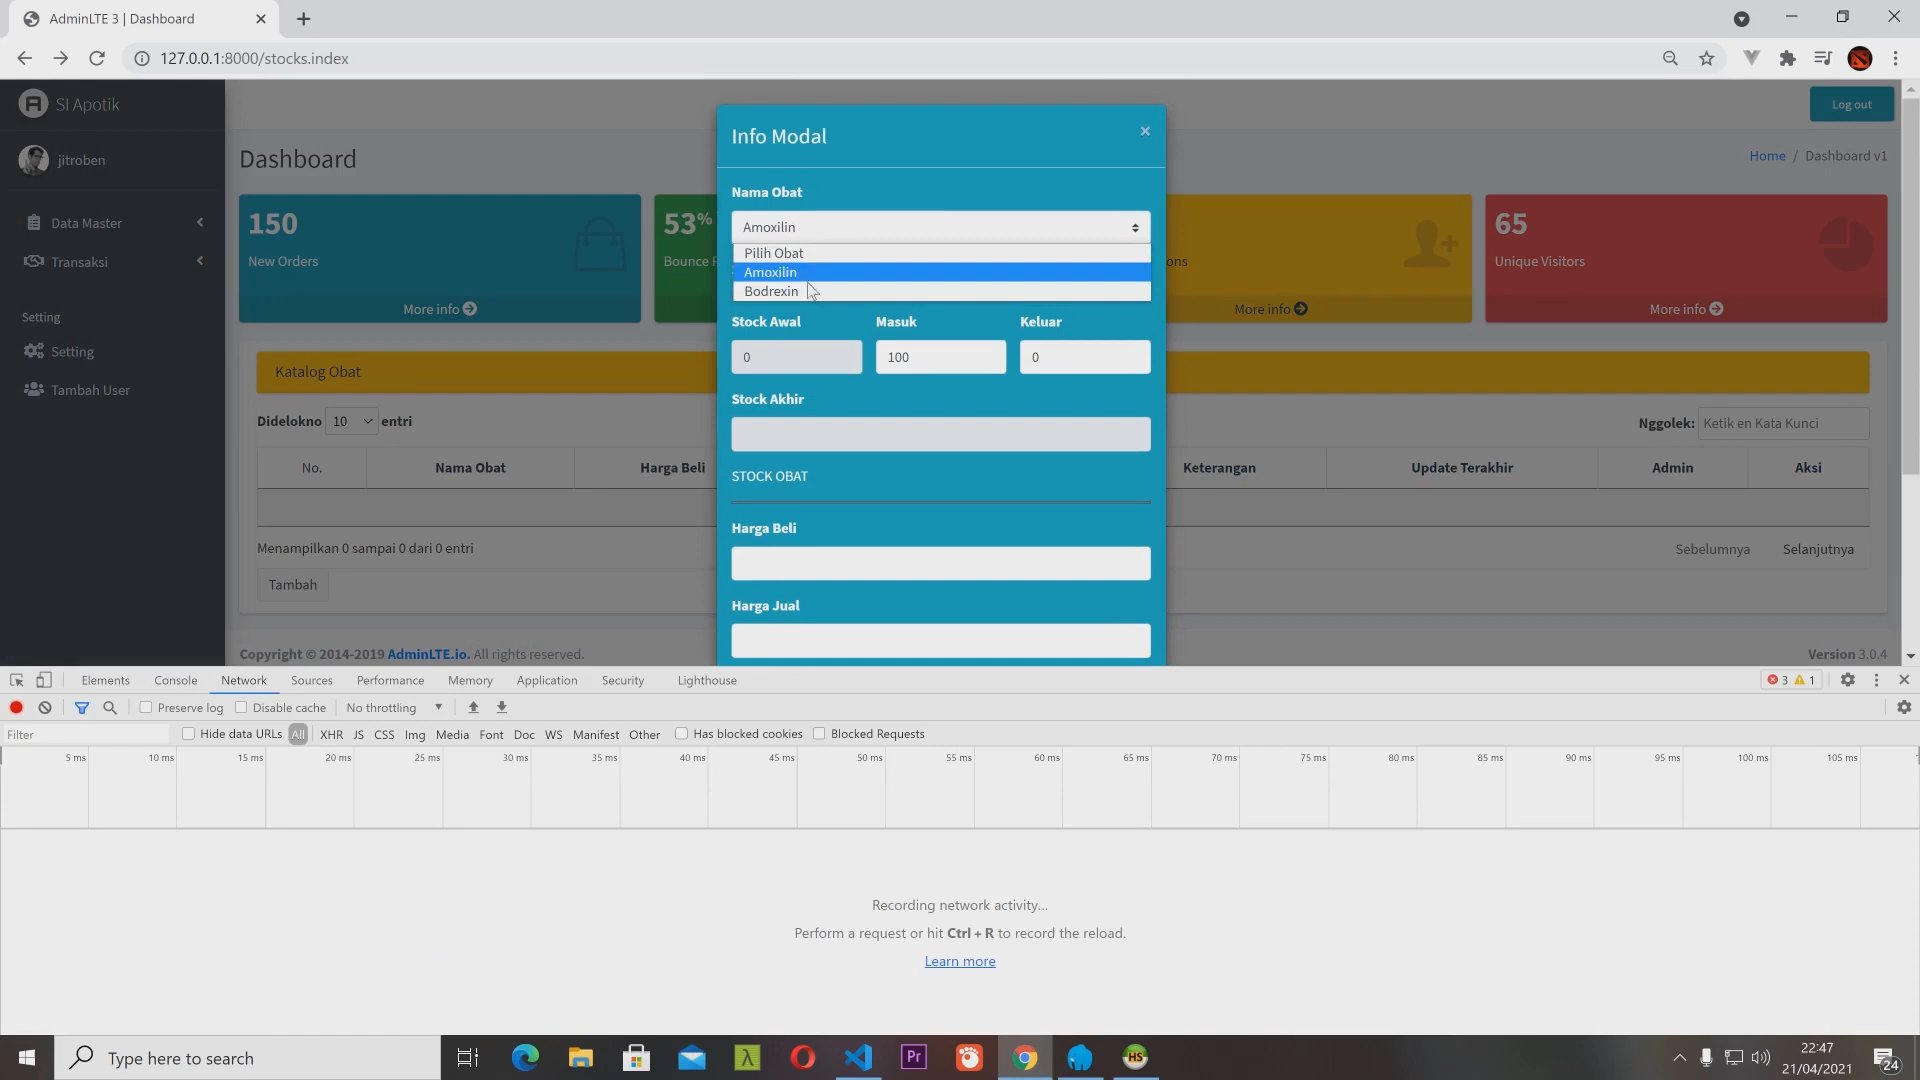 AdminLTE 3 | Dashboard
127.0.0.1:8000/stocks.index
SI Apotik
Log out
Info Modal
×
jitroben
Dashboard
Home / Dashboard v1
Nama Obat
Amoxilin
Pilih Obat
Amoxilin
Bodrexin
Data Master
Transaksi
150
New Orders
More info
53%
Bounce R
ons
More info
65
Unique Visitors
More info
Setting
Setting
Tambah User
Stock Awal
Masuk
Keluar
0
100
0
Stock Akhir
STOCK OBAT
Harga Beli
Harga Jual
Katalog Obat
Didelokno 10 entri
Nggolek: Ketik en Kata Kunci
No. Nama Obat Harga Beli Keterangan Update Terakhir Admin Aksi
Menampilkan 0 sampai 0 dari 0 entri
Sebelumnya Selanjutnya
Tambah
Copyright © 2014-2019 AdminLTE.io. All rights reserved.
Version 3.0.4
Elements Console Network Sources Performance Memory Application Security Lighthouse
3 1
Preserve log Disable cache No throttling
Filter Hide data URLs All XHR JS CSS Img Media Font Doc WS Manifest Other Has blocked cookies Blocked Requests
5 ms 10 ms 15 ms 20 ms 25 ms 30 ms 35 ms 40 ms 45 ms 50 ms 55 ms 60 ms 65 ms 70 ms 75 ms 80 ms 85 ms 90 ms 95 ms 100 ms 105 ms
Recording network activity...
Perform a request or hit Ctrl + R to record the reload.
Learn more
Type here to search
Pr
HS
22:47
21/04/2021
24